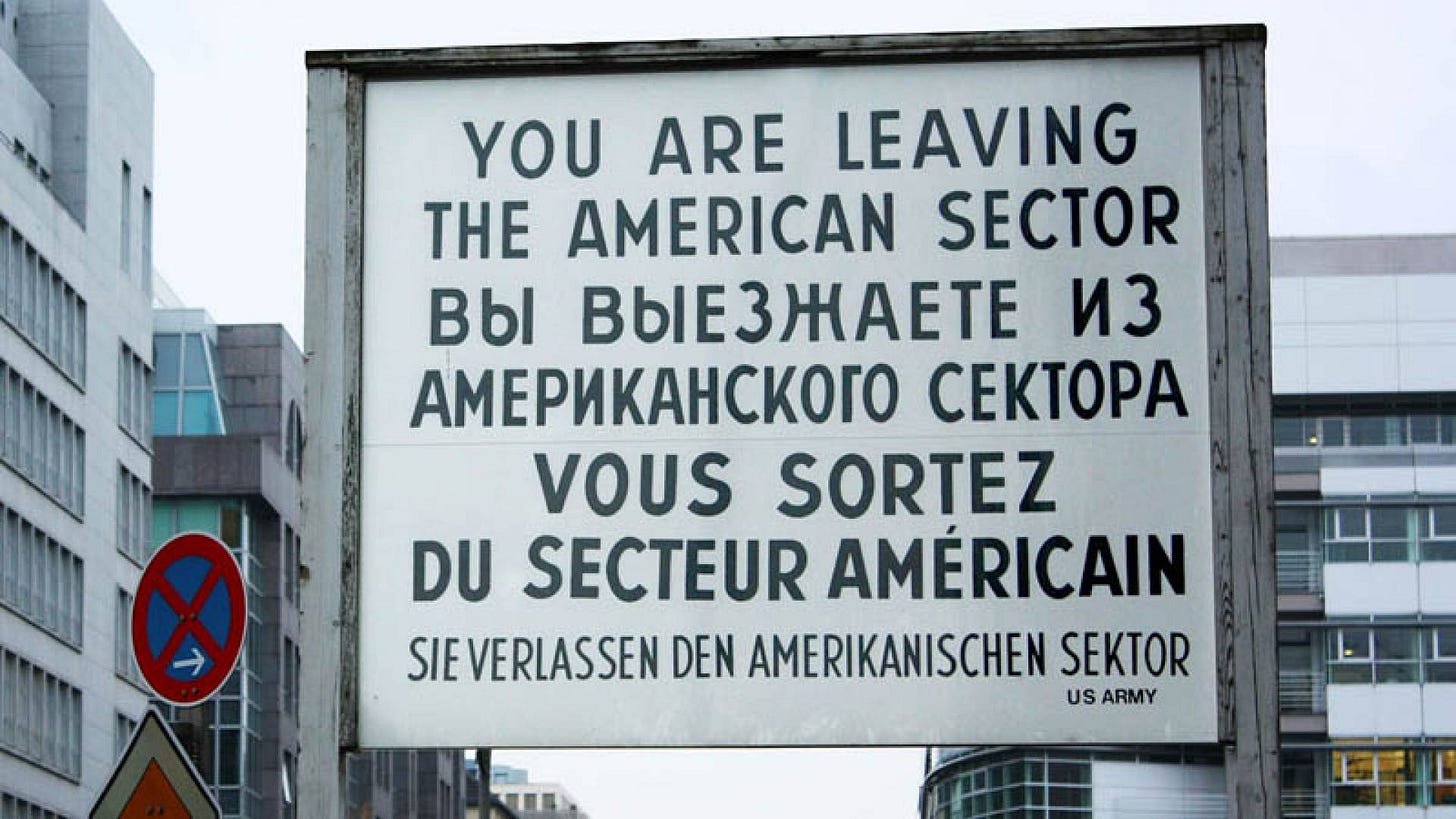 YOU ARE LEAVING
THE AMERICAN SECTOR
ВЫ ВЫЕЗЖАЕТЕ ИЗ
АМЕРИКАНСКОГО СЕКТОРА
VOUS SORTEZ
DU SECTEUR AMÉRICAIN
SIE VERLASSEN DEN AMERIKANISCHEN SEKTOR
US ARMY